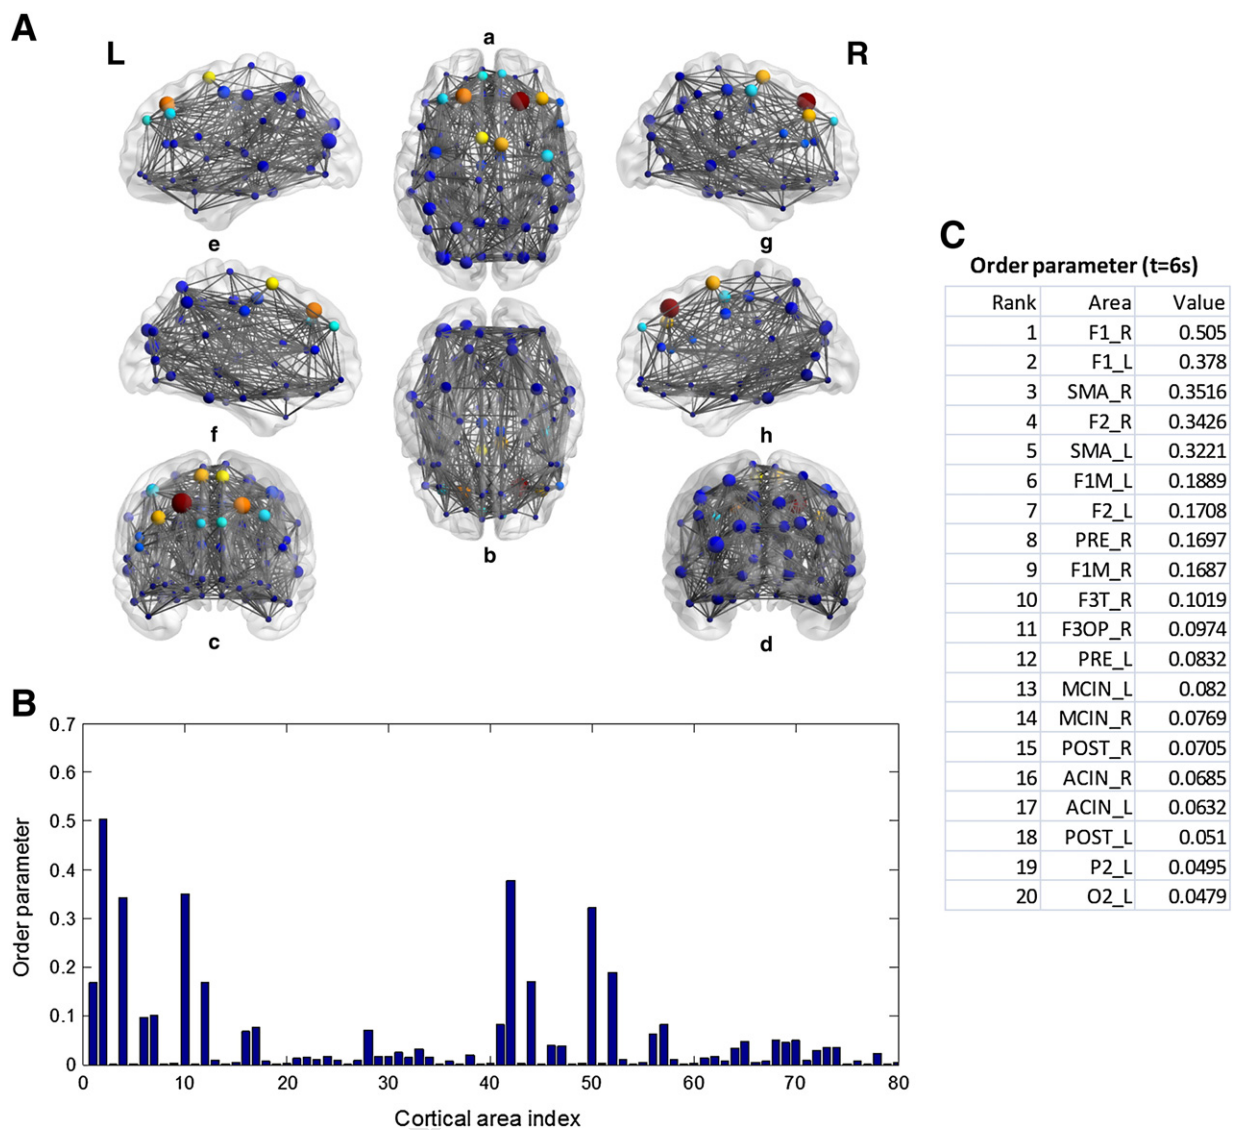 A
L
a
R
e
g
f
h
b
c
d
B
0.7
0.6
0.5
0.4
0.3
0.2
0.1
0
Order parameter
0 10 20 30 40 50 60 70 80
Cortical area index
C
Order parameter (t=6s)
Rank Area Value
1 F1_R 0.505
2 F1_L 0.378
3 SMA_R 0.3516
4 F2_R 0.3426
5 SMA_L 0.3221
6 F1M_L 0.1889
7 F2_L 0.1708
8 PRE_R 0.1697
9 F1M_R 0.1687
10 F3T_R 0.1019
11 F3OP_R 0.0974
12 PRE_L 0.0832
13 MCIN_L 0.082
14 MCIN_R 0.0769
15 POST_R 0.0705
16 ACIN_R 0.0685
17 ACIN_L 0.0632
18 POST_L 0.051
19 P2_L 0.0495
20 O2_L 0.0479